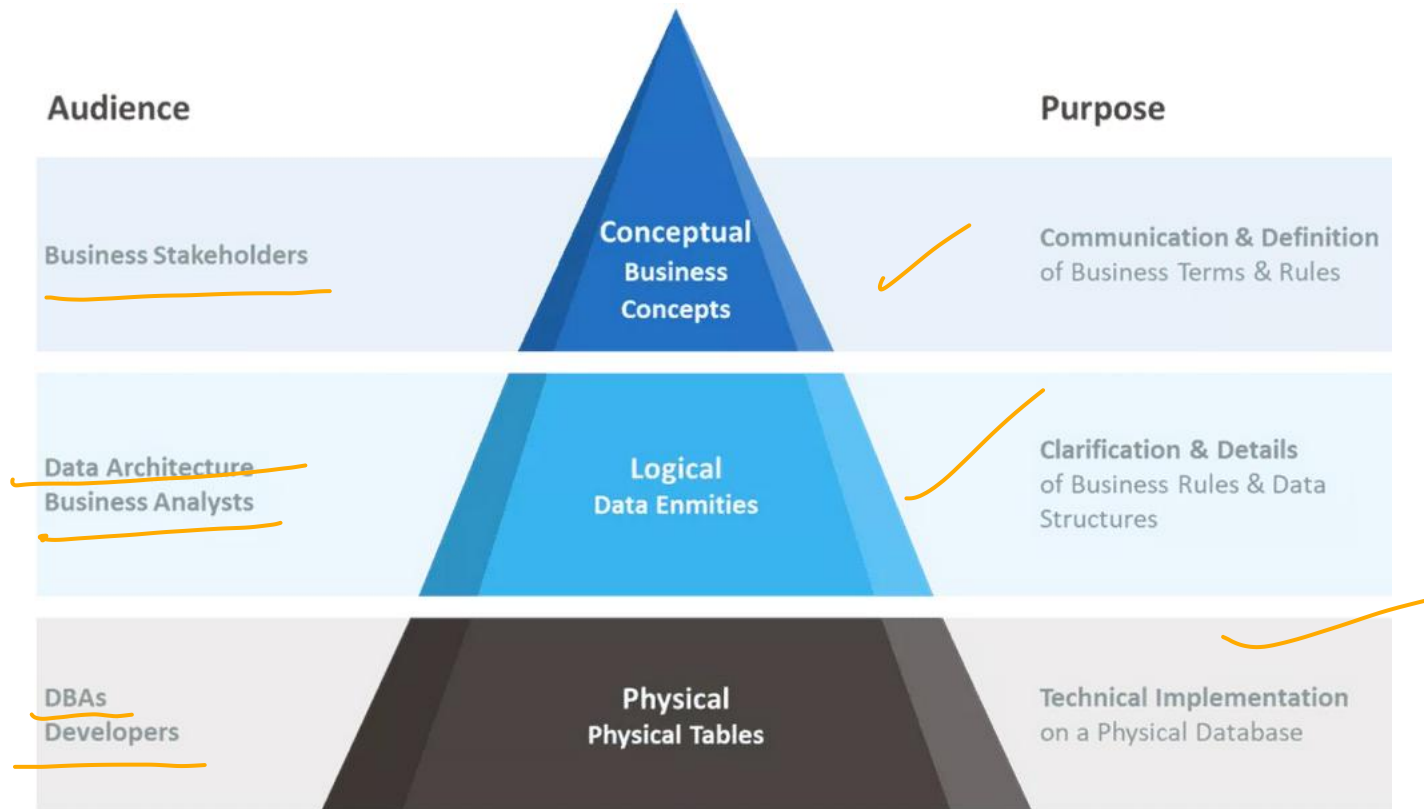 Audience
Purpose
Business Stakeholders
Conceptual
Business
Concepts
Communication & Definition
of Business Terms & Rules
Data Architecture
Business Analysts
Logical
Data Enmities
Clarification & Details
of Business Rules & Data
Structures
DBAs
Developers
Physical
Physical Tables
Technical Implementation
on a Physical Database